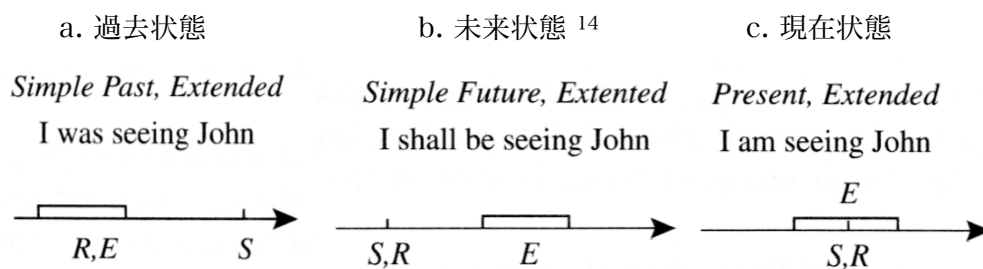 a. 過去状態
Simple Past, Extended
I was seeing John
R,E
S
b. 未来状態 14
Simple Future, Extented
I shall be seeing John
S,R
E
c. 現在状態
Present, Extended
I am seeing John
E
S,R